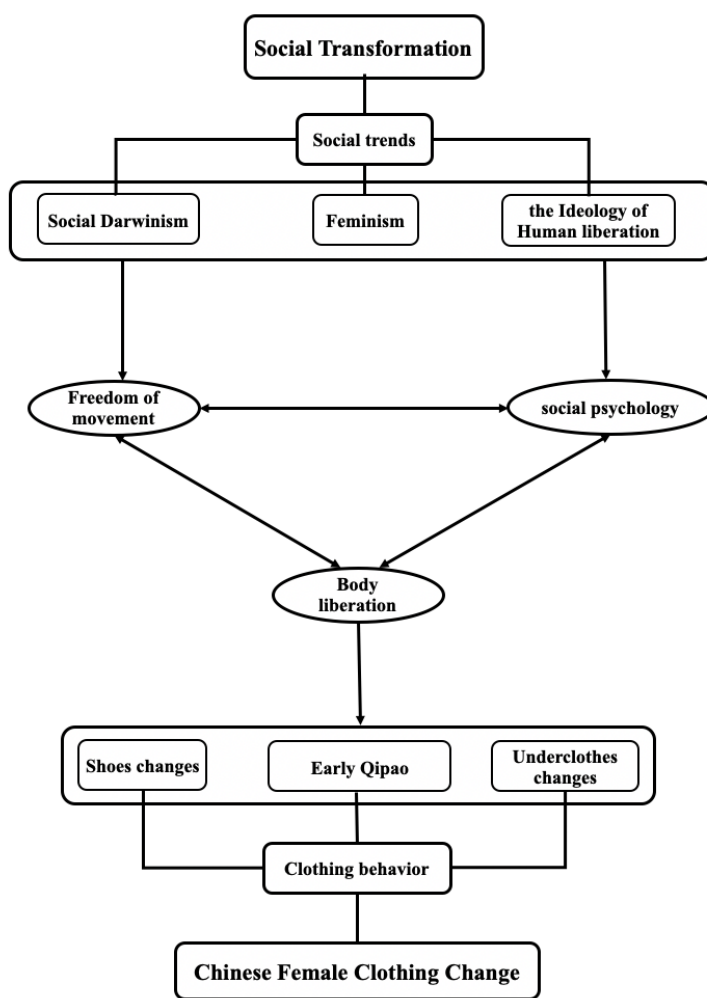 Social Transformation
Social trends
Social Darwinism
Feminism
the Ideology of
Human liberation
Freedom of
movement
social psychology
Body
liberation
Shoes changes
Early Qipao
Underclothes
changes
Clothing behavior
Chinese Female Clothing Change